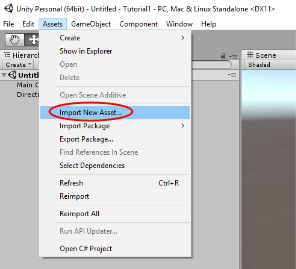 Unity Personal (64bit) - Untitled - Tutorial1 - PC, Mac & Linux Standalone <DX11>
File Edit Assets GameObject Component Window Help
Hierarch
Create
Untitl
Main C
Directi
Scene
Shaded
Create
Show in Explorer
Open
Delete
Open Scene Additive
Import New Asset...
Import Package
Export Package...
Find References In Scene
Select Dependencies
Refresh Ctrl+R
Reimport
Reimport All
Run API Updater...
Open C# Project